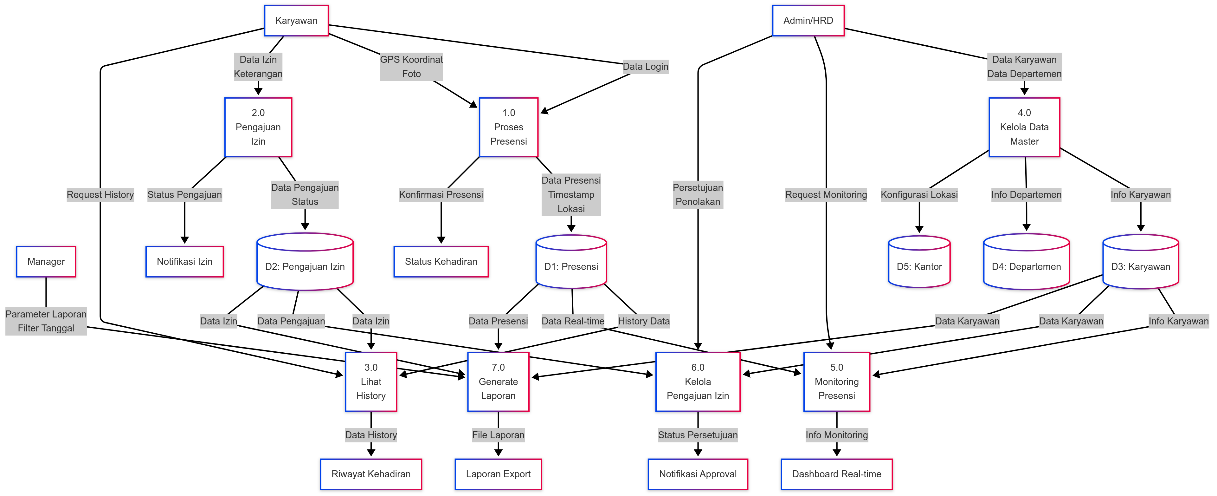 Karyawan
Admin/HRD
Data Izin
Keterangan
GPS Koordinat
Foto
Data Login
Data Karyawan
Data Departemen
2.0
Pengajuan
Izin
1.0
Proses
Presensi
4.0
Kelola Data
Master
Request History
Status Pengajuan
Data Pengajuan
Status
Konfirmasi Presensi
Data Presensi
Timestamp
Lokasi
Persetujuan
Penolakan
Request Monitoring
Konfigurasi Lokasi
Info Departemen
Info Karyawan
Manager
Notifikasi Izin
D2: Pengajuan Izin
Status Kehadiran
D1: Presensi
D5: Kantor
D4: Departemen
D3: Karyawan
Parameter Laporan
Filter Tanggal
Data Izin
Data Pengajuan
Data Izin
Data Presensi
Data Real-time
History Data
Data Karyawan
Data Karyawan
Info Karyawan
3.0
Lihat
History
7.0
Generate
Laporan
6.0
Kelola
Pengajuan Izin
5.0
Monitoring
Presensi
Data History
File Laporan
Status Persetujuan
Info Monitoring
Riwayat Kehadiran
Laporan Export
Notifikasi Approval
Dashboard Real-time